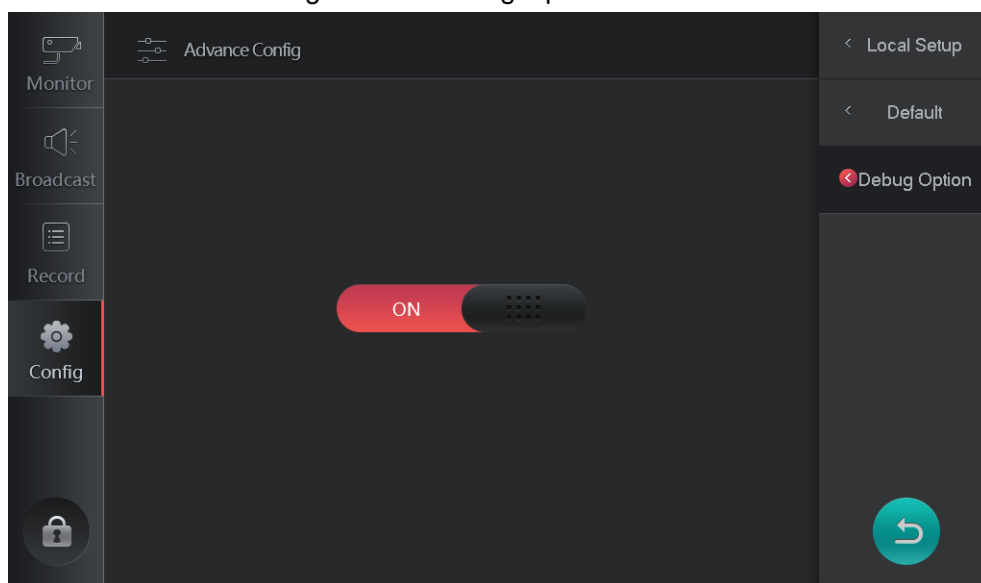 Advance Config
Monitor
Broadcast
Record
Config
ON
Local Setup
Default
Debug Option